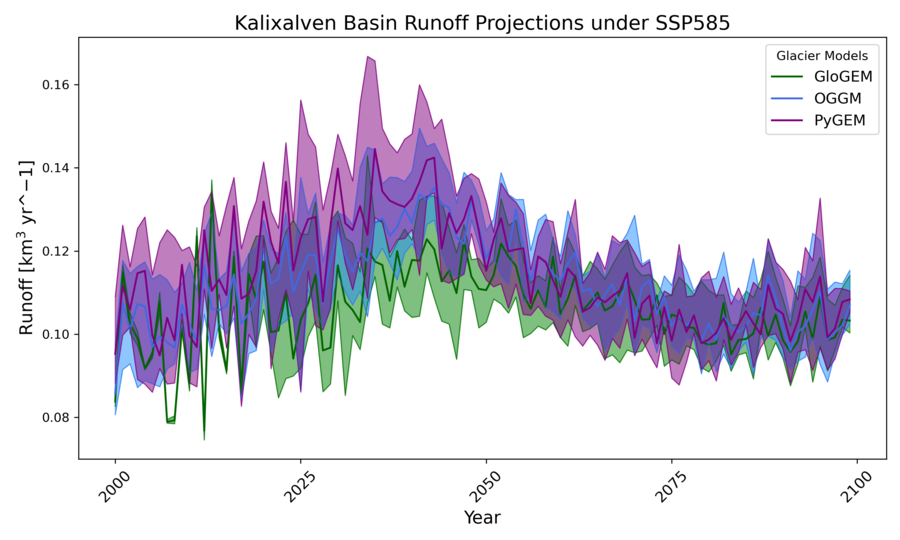 Kalixalven Basin Runoff Projections under SSP585
Glacier Models
GloGEM
OGGM
PyGEM
Runoff [km³ yr^−1]
0.16
0.14
0.12
0.10
0.08
2000
2025
2050
2075
2100
Year